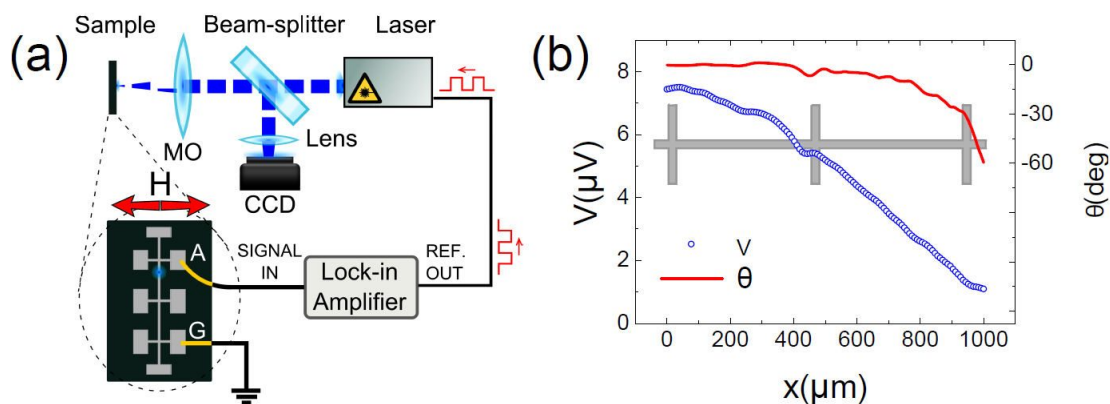 (a)
Sample
Beam-splitter
Laser
MO
Lens
CCD
H
A
G
SIGNAL
IN
Lock-in
Amplifier
REF.
OUT
(b)
8
6
4
2
0
V(μV)
0
-30
-60
θ(deg)
V
θ
0 200 400 600 800 1000
x(μm)